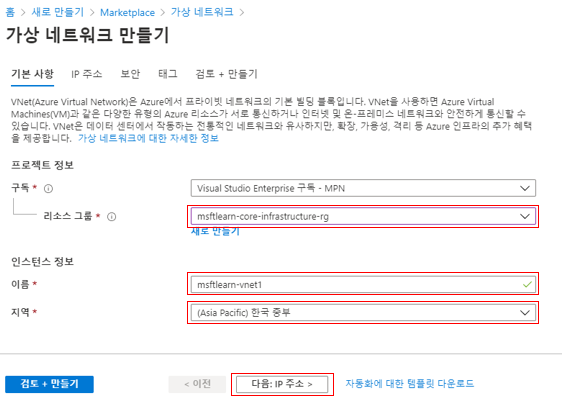 홈 > 새로 만들기 > Marketplace > 가상 네트워크 >
가상 네트워크 만들기
기본 사항 IP 주소 보안 태그 검토 + 만들기
VNet(Azure Virtual Network)은 Azure에서 프라이빗 네트워크의 기본 빌딩 블록입니다. VNet을 사용하면 Azure Virtual
Machines(VM)과 같은 다양한 유형의 Azure 리소스가 서로 통신하거나 인터넷 및 온-프레미스 네트워크와 안전하게 통신할 수
있습니다. VNet은 데이터 센터에서 작동하는 전통적인 네트워크와 유사하지만, 확장, 가용성, 격리 등 Azure 인프라의 추가 혜택
을 제공합니다. 가상 네트워크에 대한 자세한 정보
프로젝트 정보
구독 * Visual Studio Enterprise 구독 - MPN
리소스 그룹 * msftlearn-core-infrastructure-rg
새로 만들기
인스턴스 정보
이름 * msftlearn-vnet1
지역 * (Asia Pacific) 한국 중부
검토 + 만들기 < 이전 다음: IP 주소 > 자동화에 대한 템플릿 다운로드